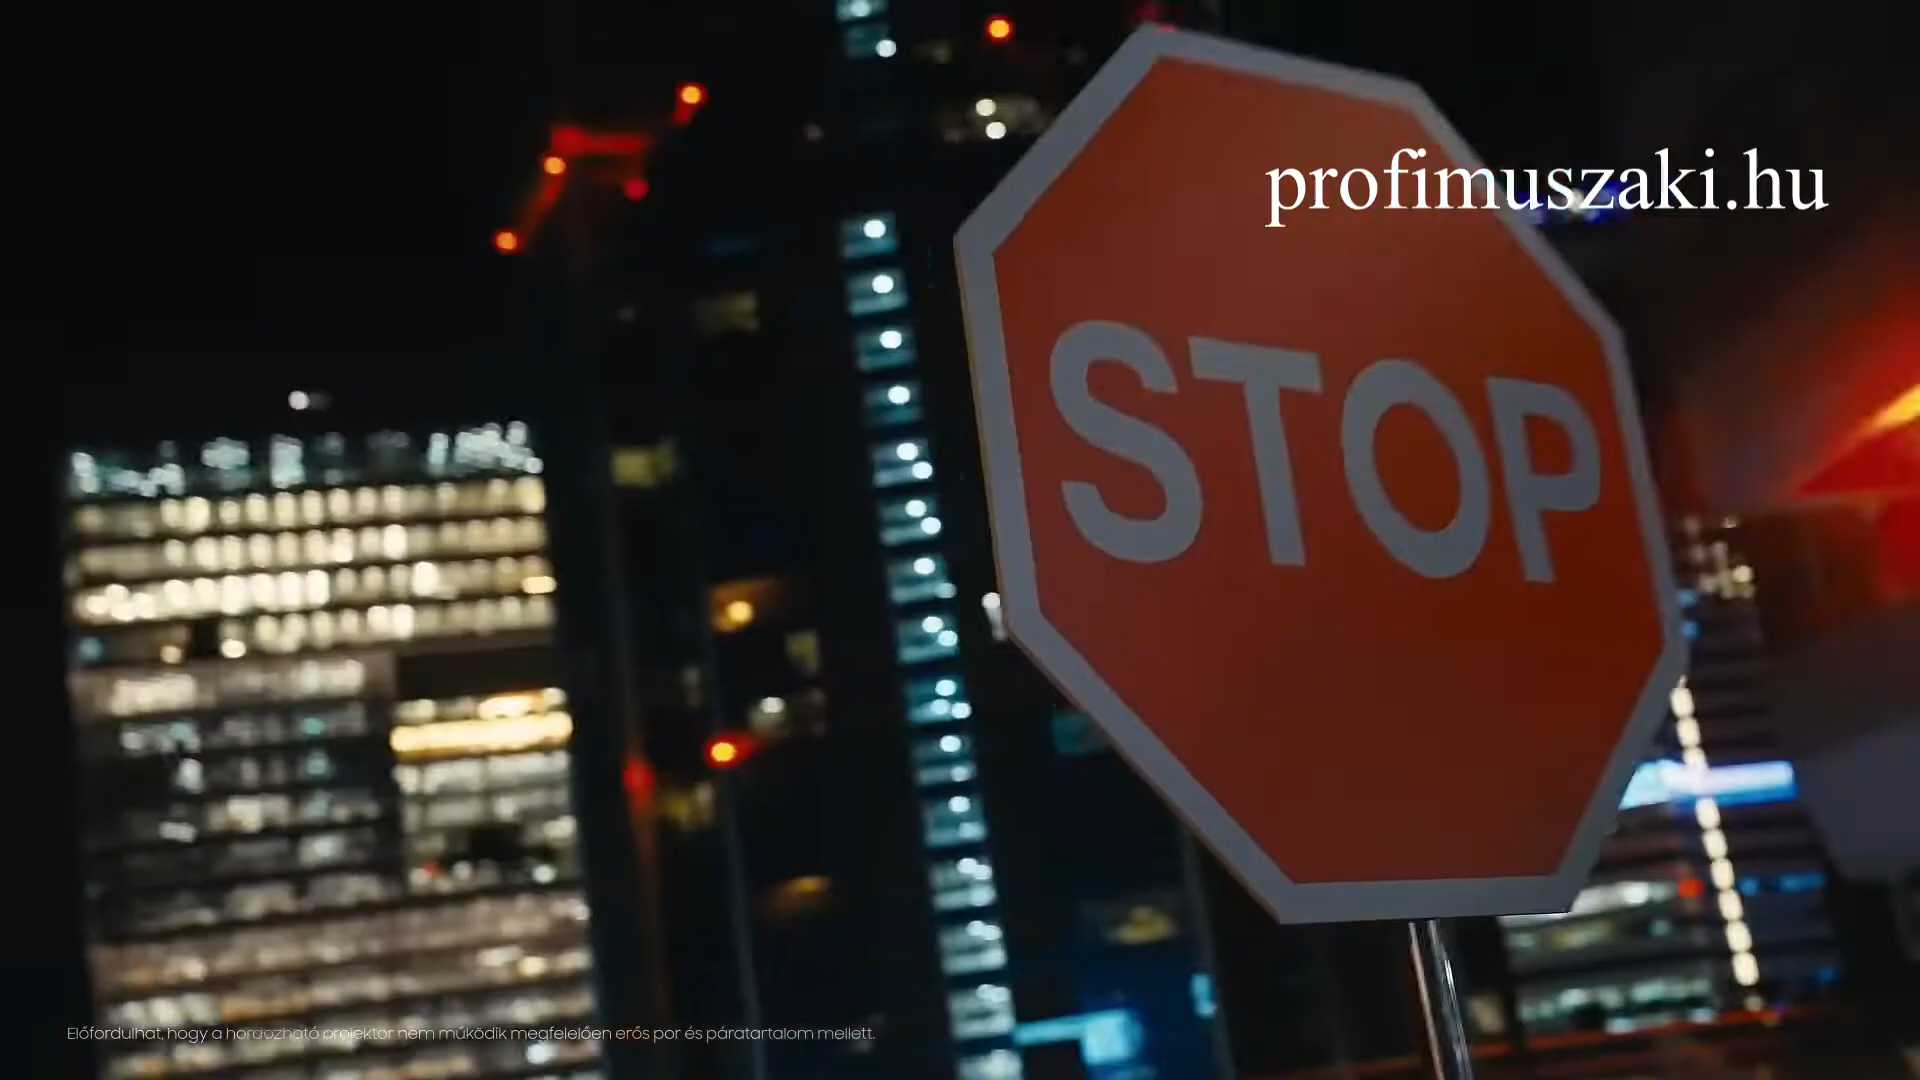 profimuszaki.hu
STOP
Előfordulhat, hogy a hordozható projektor nem működik megfelelően erős por és páratartalom mellett.